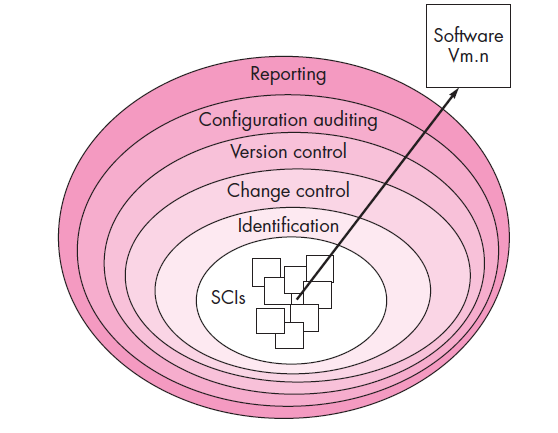 Software
Vm.n
Reporting
Configuration auditing
Version control
Change control
Identification
SCIs